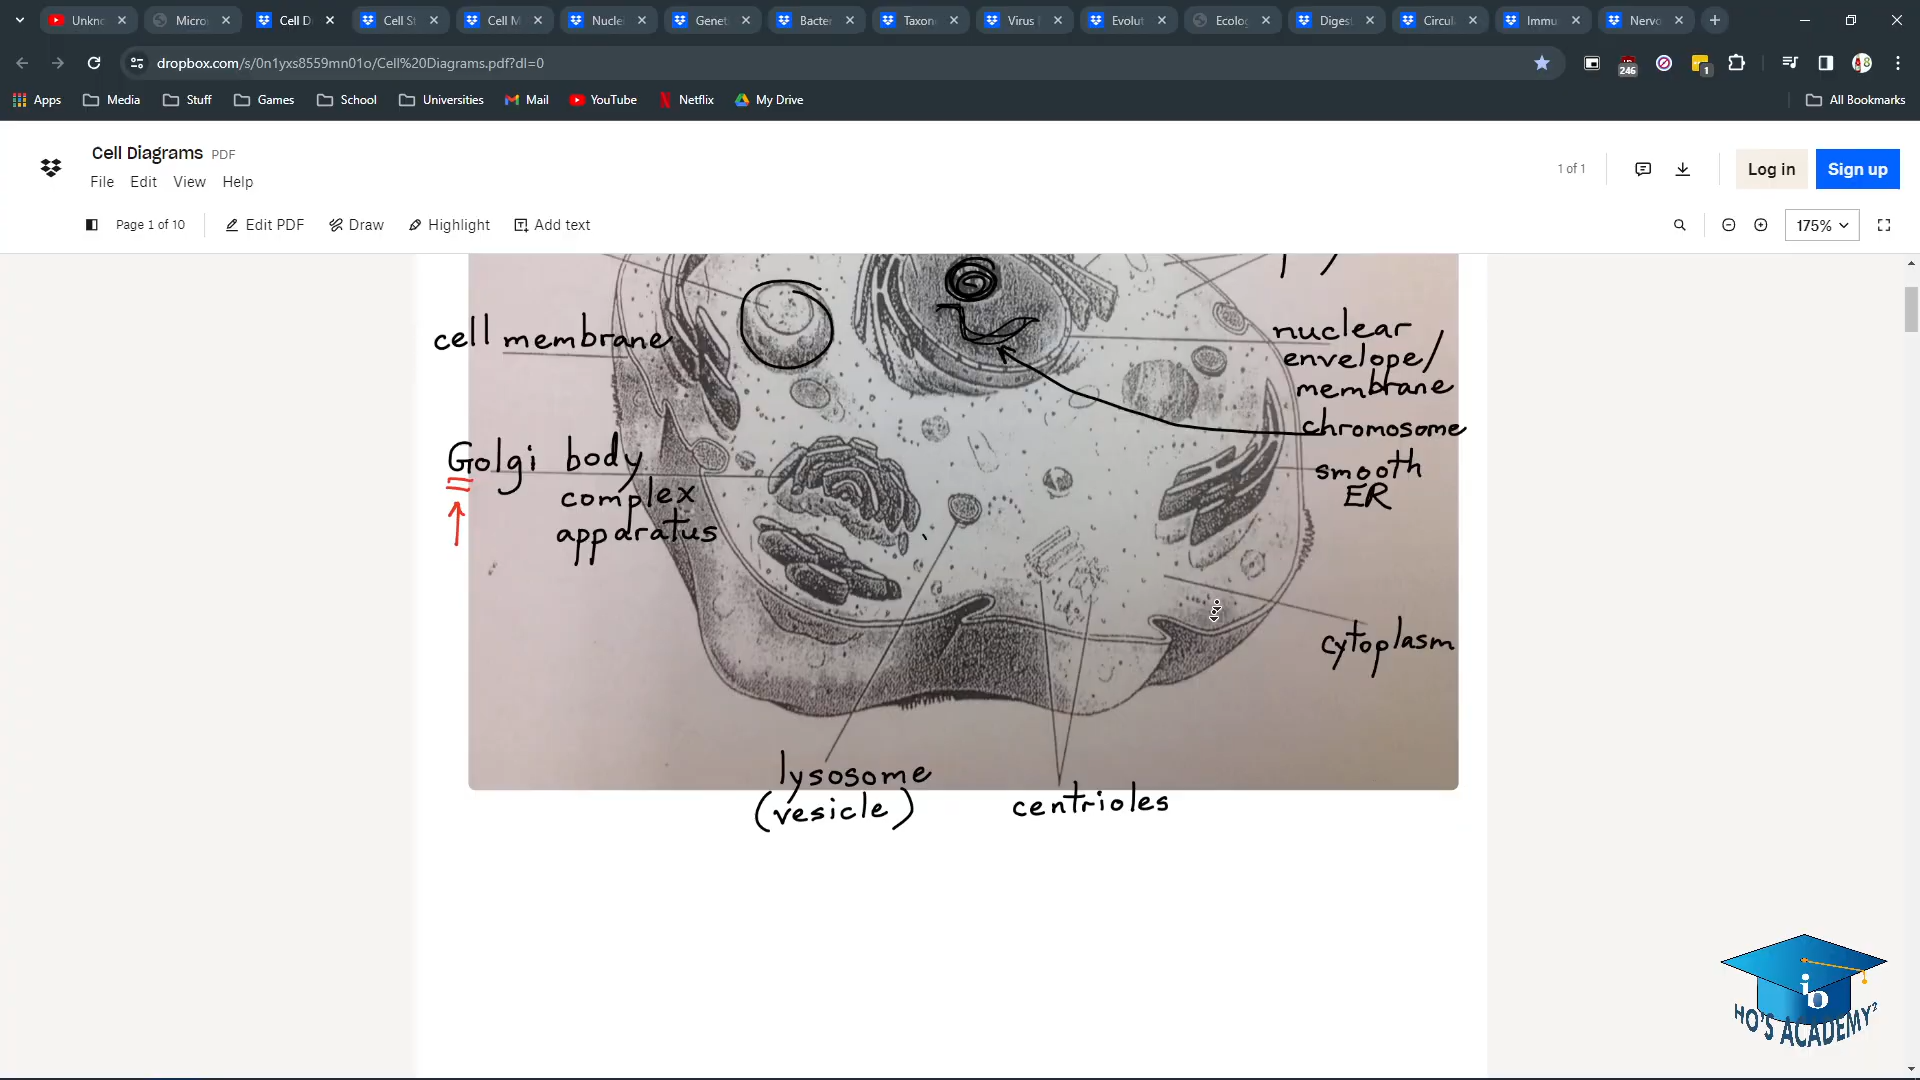 Unkno
Micro
Cell D
Cell St
Cell M
Nucle
Genet
Bacter
Taxon
Virus
Evolut
Ecolog
Digest
Circul
Immu
Nervo
dropbox.com/s/0n1yxs8559mn01o/Cell%20Diagrams.pdf?dl=0
246
1
Apps
Media
Stuff
Games
School
Universities
Mail
YouTube
Netflix
My Drive
All Bookmarks
Cell Diagrams PDF
File Edit View Help
1 of 1
Log in
Sign up
Page 1 of 10
Edit PDF
Draw
Highlight
Add text
175%
cell membrane
nuclear
envelope/
membrane
chromosome
Golgi body
complex
apparatus
smooth
ER
cytoplasm
lysosome
(vesicle)
centrioles
ib
HO'S ACADEMY